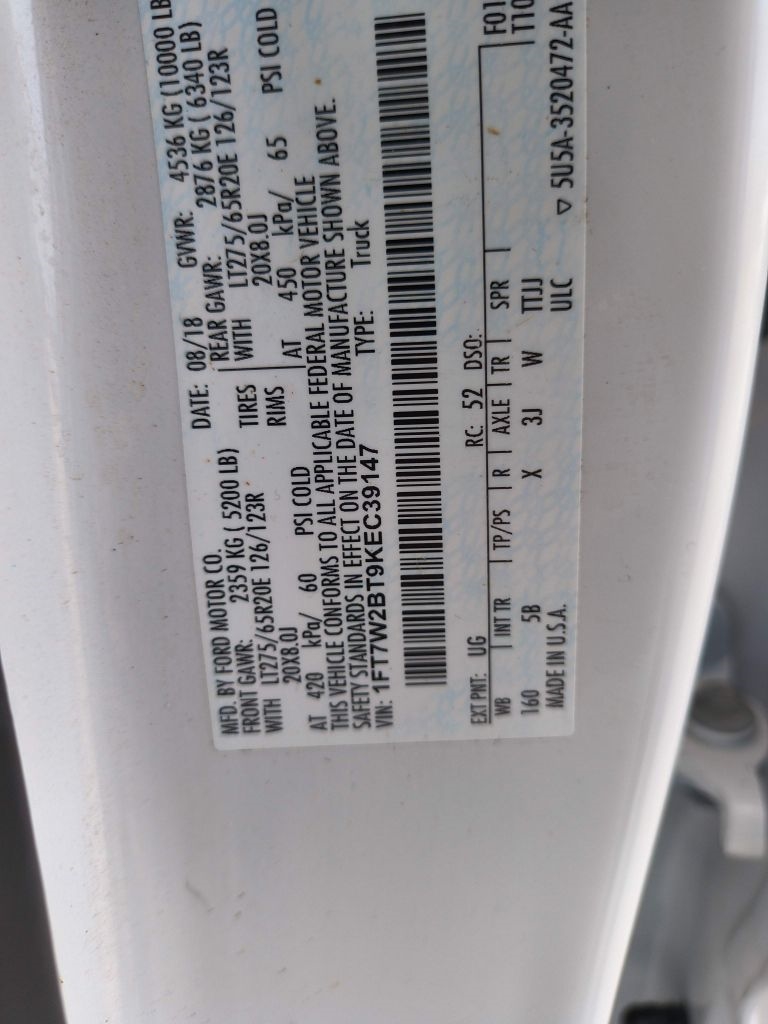 MFD. BY FORD MOTOR CO.
DATE: 08/18 GVWR: 4536 KG (10000 LB
FRONT GAWR: 2359 KG ( 5200 LB) REAR GAWR: 2876 KG ( 6340 LB)
WITH LT275/65R20E 126/123R TIRES WITH LT275/65R20E 126/123R
20X8.0J RIMS 20X8.0J
AT 420 kPa/ 60 PSI COLD AT 450 kPa/ 65 PSI COLD
THIS VEHICLE CONFORMS TO ALL APPLICABLE FEDERAL MOTOR VEHICLE
SAFETY STANDARDS IN EFFECT ON THE DATE OF MANUFACTURE SHOWN ABOVE.
VIN: 1FT7W2BT9KEC39147 TYPE: Truck
EXT PNT: UG RC: 52 DSO:
WB INT TR TP/PS R AXLE TR SPR F01
T10
160 5B X 3J W TTJJ
MADE IN U.S.A. ULC ▽ 5U5A-3520472-AA